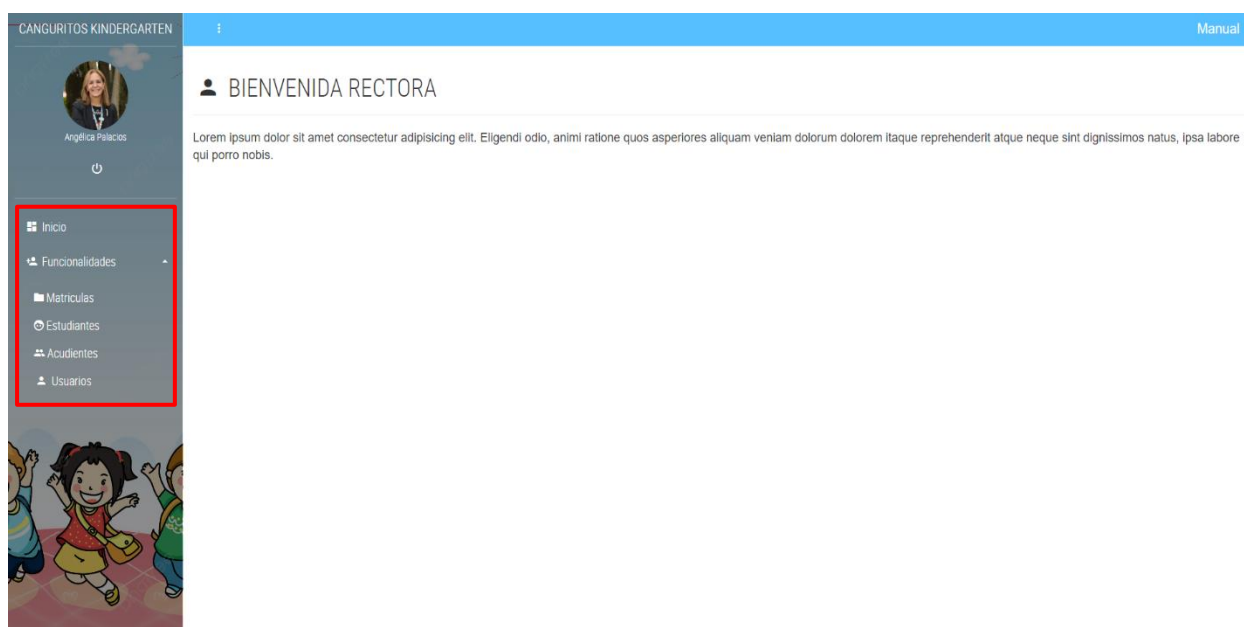 CANGURITOS KINDERGARTEN
Manual
Angélica Palacios
BIENVENIDA RECTORA
Lorem ipsum dolor sit amet consectetur adipisicing elit. Eligendi odio, animi ratione quos asperiores aliquam veniam dolorum dolorem itaque reprehenderit atque neque sint dignissimos natus, ipsa labore
qui porro nobis.
Inicio
Funcionalidades
Matriculas
Estudiantes
Acudientes
Usuarios